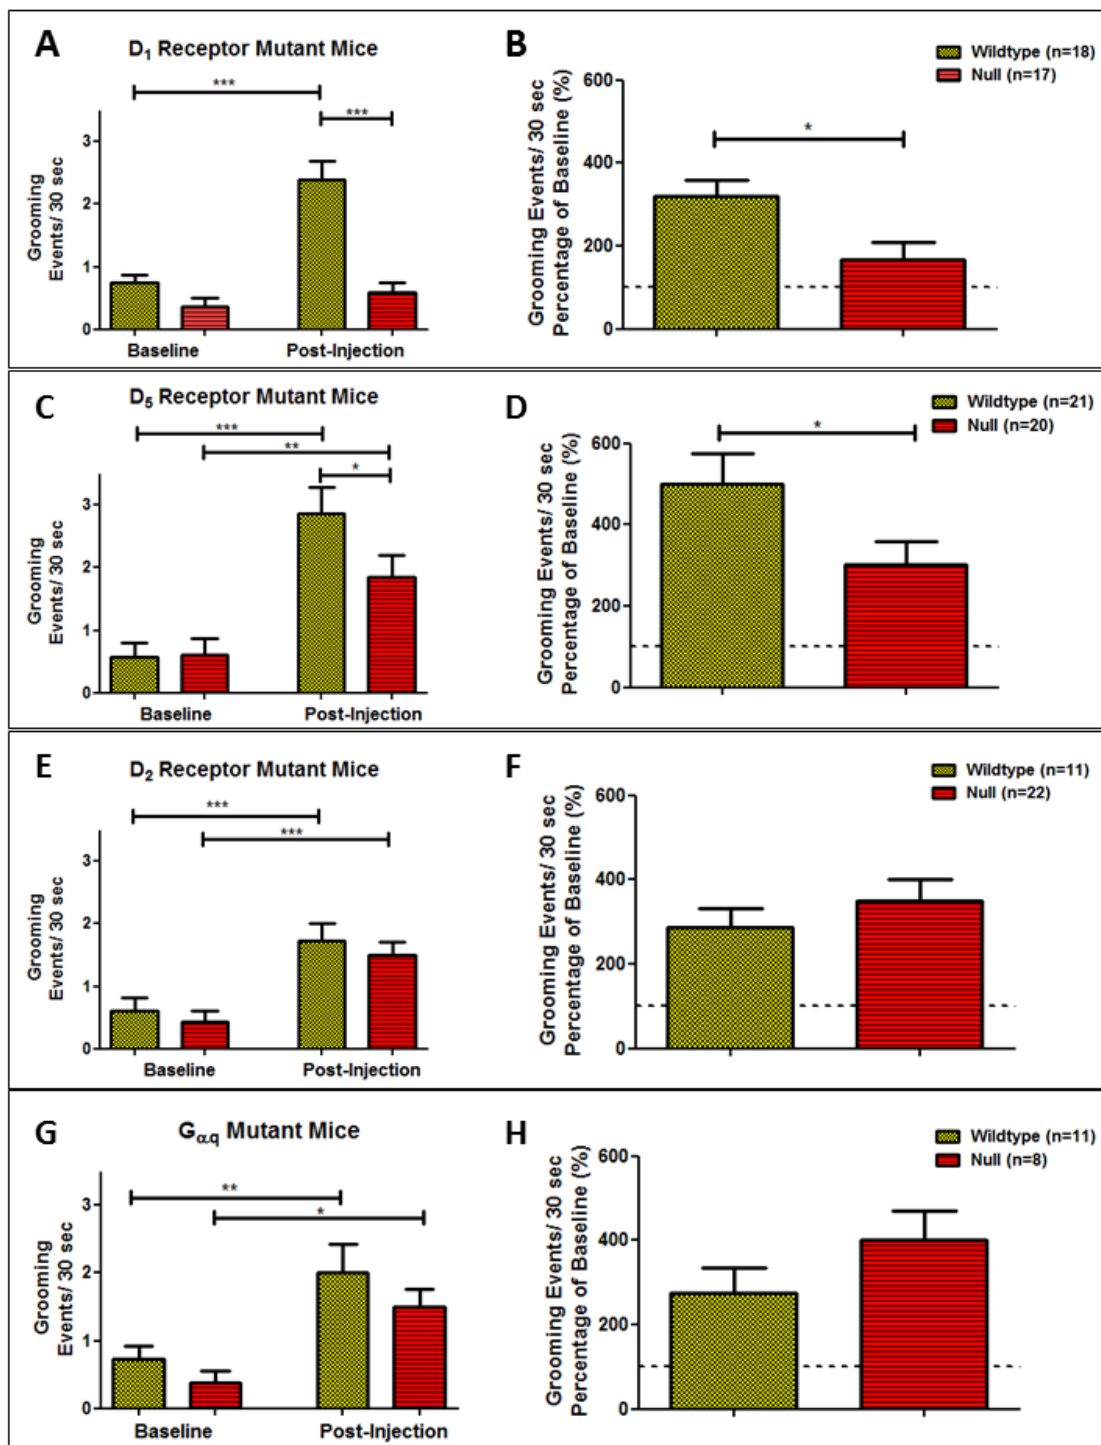 A
D₁ Receptor Mutant Mice
***
***
Grooming
Events/ 30 sec
3
2
1
0
Baseline
Post-Injection
B
Wildtype (n=18)
Null (n=17)
*
Grooming Events/ 30 sec
Percentage of Baseline (%)
600
400
200
0
C
D₅ Receptor Mutant Mice
***
**
*
Grooming
Events/ 30 sec
3
2
1
0
Baseline
Post-Injection
D
Wildtype (n=21)
Null (n=20)
*
Grooming Events/ 30 sec
Percentage of Baseline (%)
600
400
200
0
E
D₂ Receptor Mutant Mice
***
***
Grooming
Events/ 30 sec
3
2
1
0
Baseline
Post-Injection
F
Wildtype (n=11)
Null (n=22)
Grooming Events/ 30 sec
Percentage of Baseline (%)
600
400
200
0
G
Gα,q Mutant Mice
**
*
Grooming
Events/ 30 sec
3
2
1
0
Baseline
Post-Injection
H
Wildtype (n=11)
Null (n=8)
Grooming Events/ 30 sec
Percentage of Baseline (%)
600
400
200
0